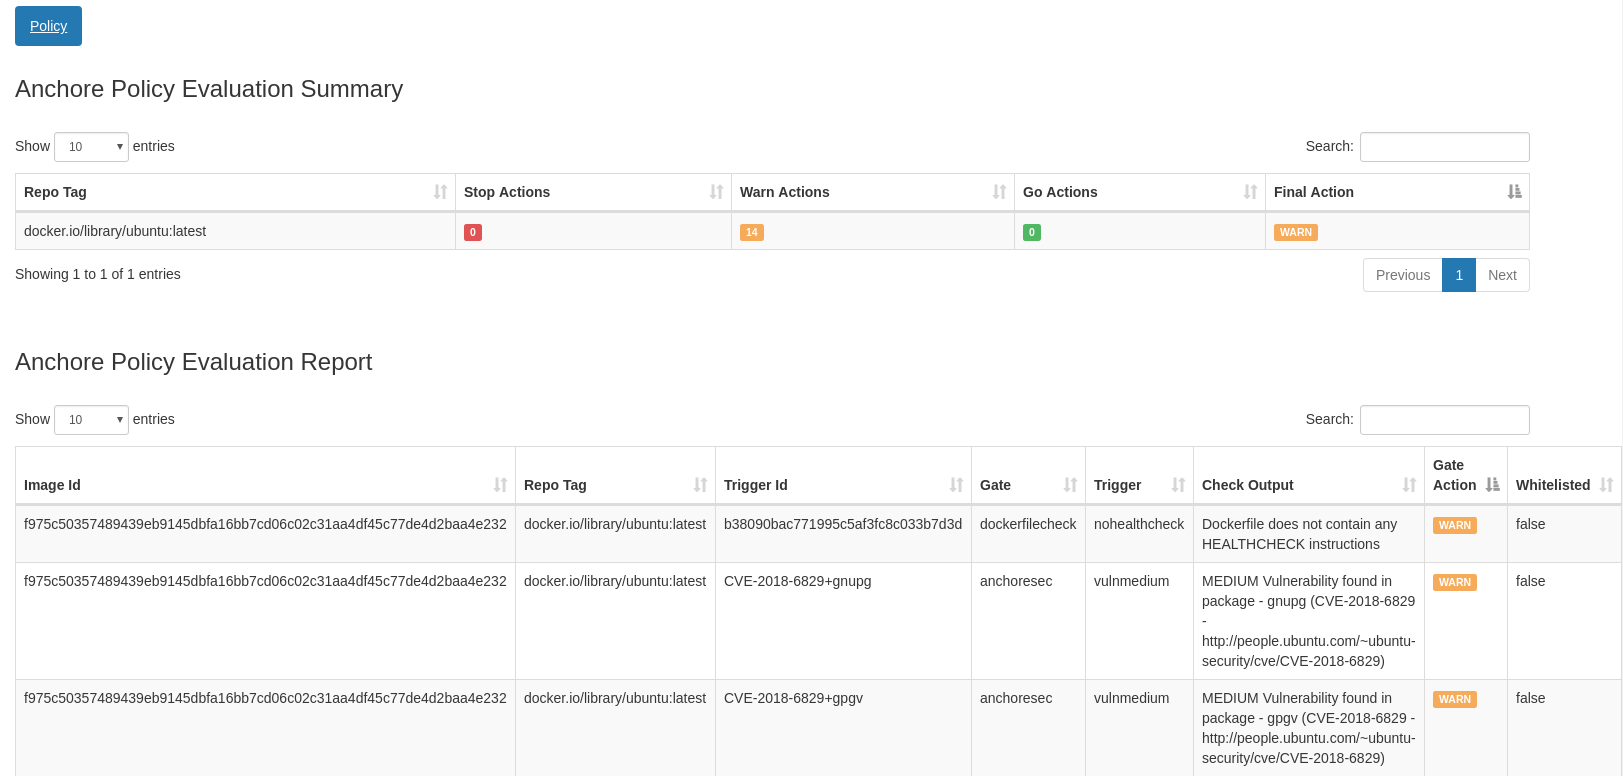 Policy
Anchore Policy Evaluation Summary
Show 10 entries
Search:
Repo Tag Stop Actions Warn Actions Go Actions Final Action
docker.io/library/ubuntu:latest 0 14 0 WARN
Showing 1 to 1 of 1 entries
Previous 1 Next
Anchore Policy Evaluation Report
Show 10 entries
Search:
Image Id Repo Tag Trigger Id Gate Trigger Check Output Gate Action Whitelisted
f975c50357489439eb9145dbfa16bb7cd06c02c31aa4df45c77de4d2baa4e232 docker.io/library/ubuntu:latest b38090bac771995c5af3fc8c033b7d3d dockerfilecheck nohealthcheck Dockerfile does not contain any WARN false
HEALTHCHECK instructions
f975c50357489439eb9145dbfa16bb7cd06c02c31aa4df45c77de4d2baa4e232 docker.io/library/ubuntu:latest CVE-2018-6829+gnupg anchoresec vulnmedium MEDIUM Vulnerability found in WARN false
package - gnupg (CVE-2018-6829
-
http://people.ubuntu.com/~ubuntu-
security/cve/CVE-2018-6829)
f975c50357489439eb9145dbfa16bb7cd06c02c31aa4df45c77de4d2baa4e232 docker.io/library/ubuntu:latest CVE-2018-6829+gpgv anchoresec vulnmedium MEDIUM Vulnerability found in WARN false
package - gpgv (CVE-2018-6829 -
http://people.ubuntu.com/~ubuntu-
security/cve/CVE-2018-6829)